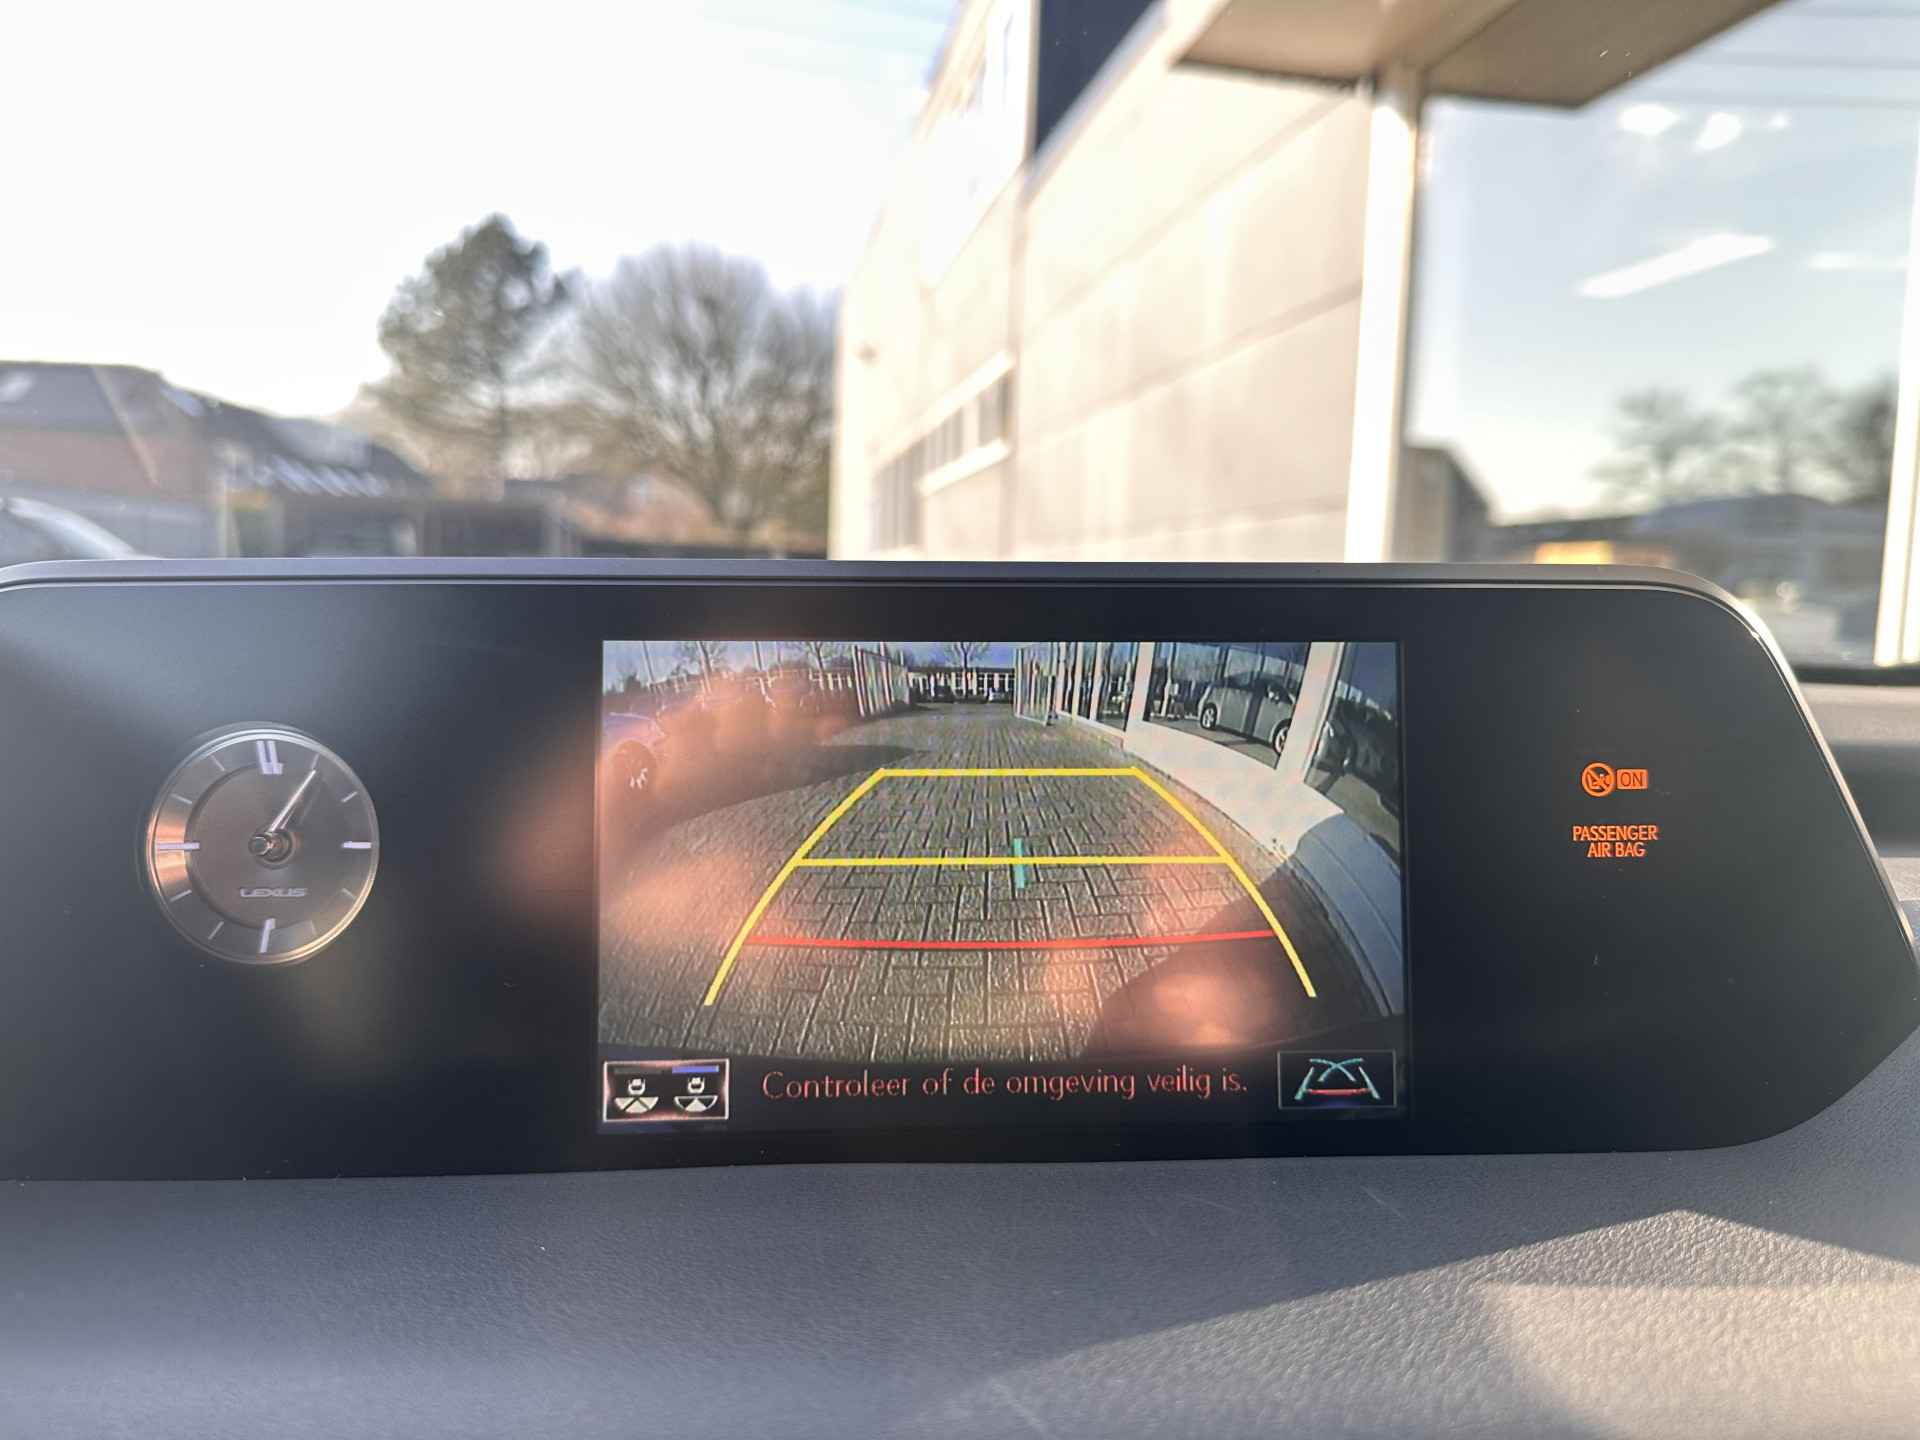 LEXUS
Controleer of de omgeving veilig is.
ON
PASSENGER
AIR BAG